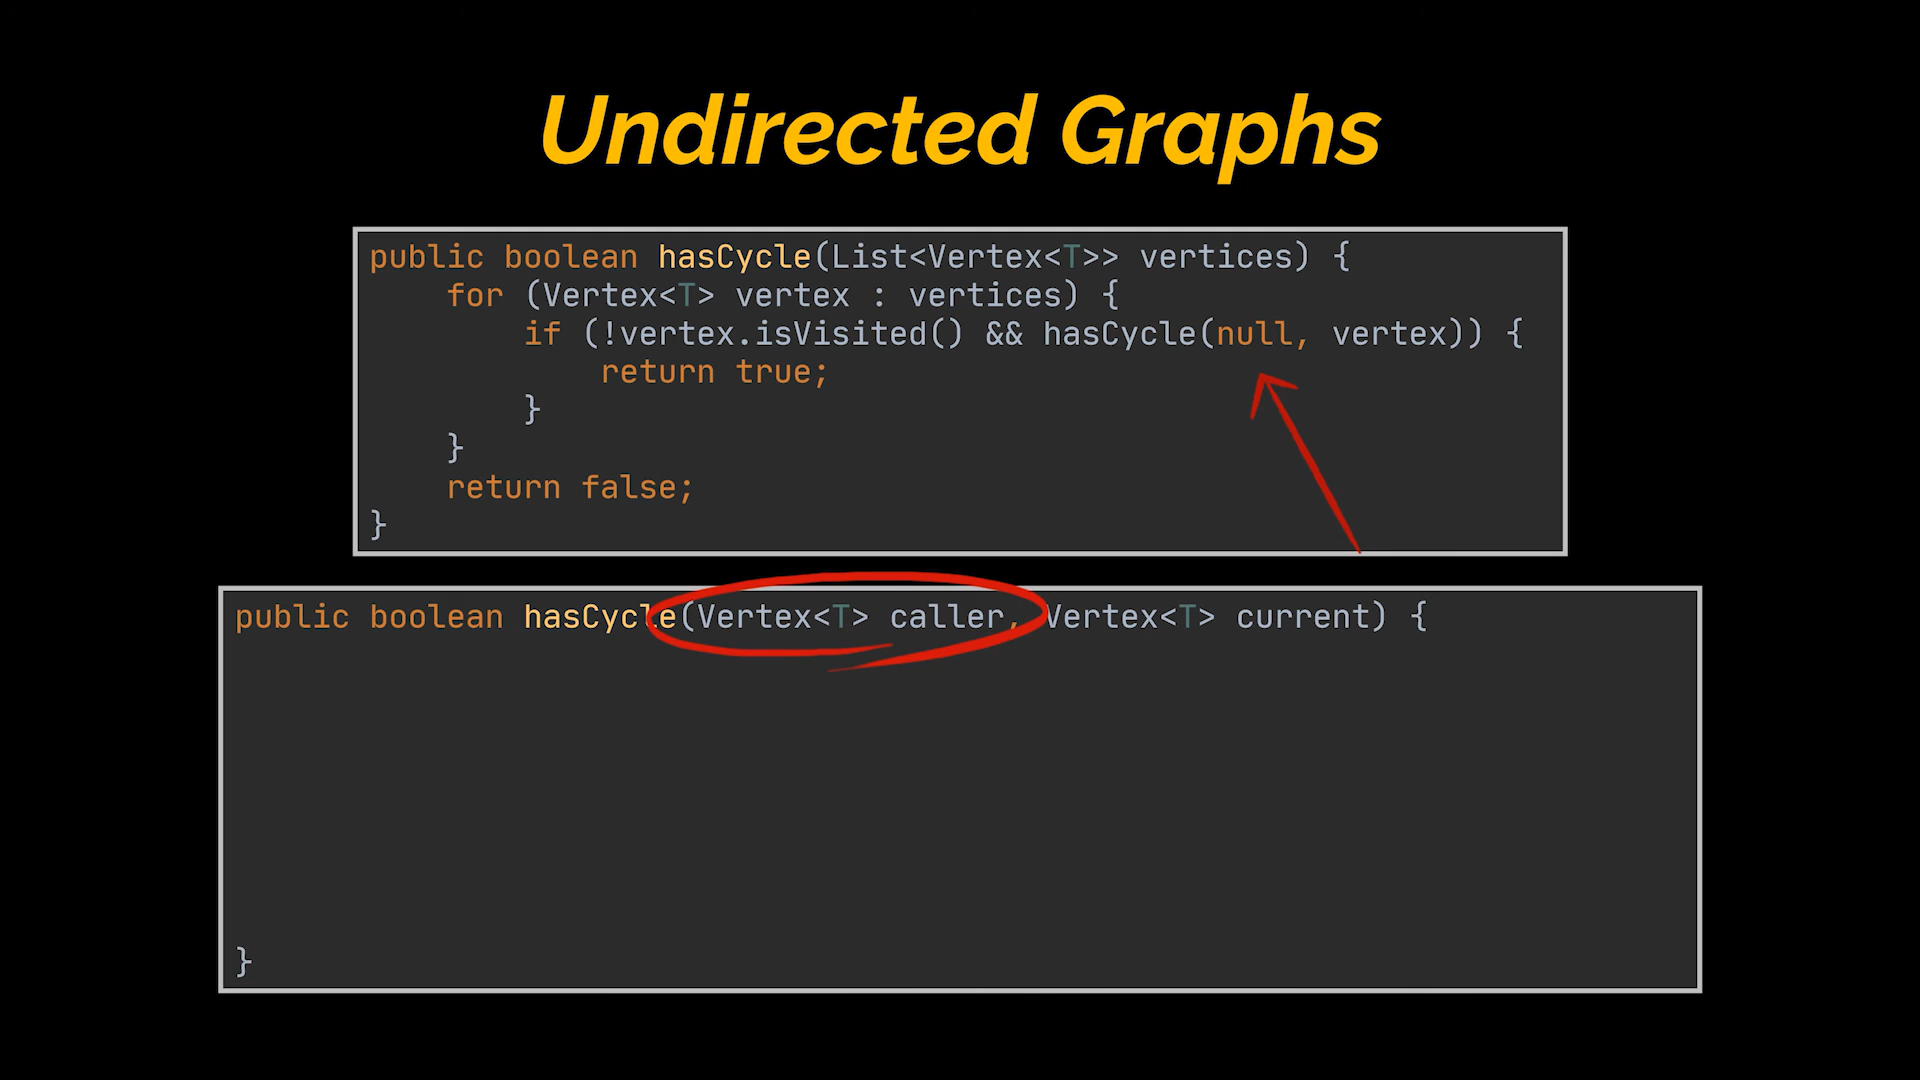 Undirected Graphs
public boolean hasCycle(List<Vertex<T>> vertices) {
    for (Vertex<T> vertex : vertices) {
        if (!vertex.isVisited() && hasCycle(null, vertex)) {
            return true;
        }
    }
    return false;
}
public boolean hasCycle(Vertex<T> caller, Vertex<T> current) {
}